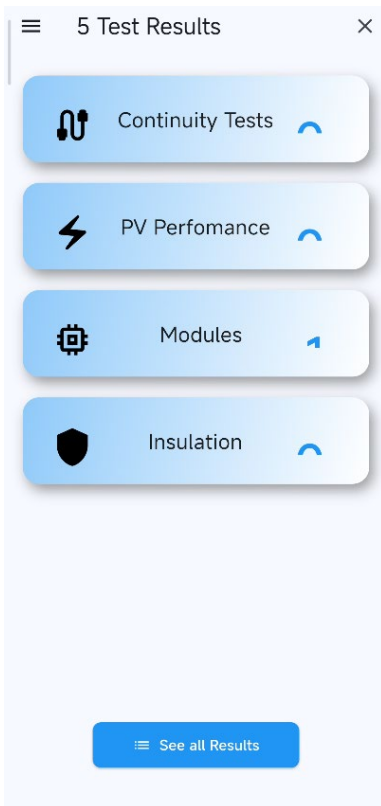 5 Test Results
Continuity Tests
PV Perfomance
Modules
Insulation
See all Results